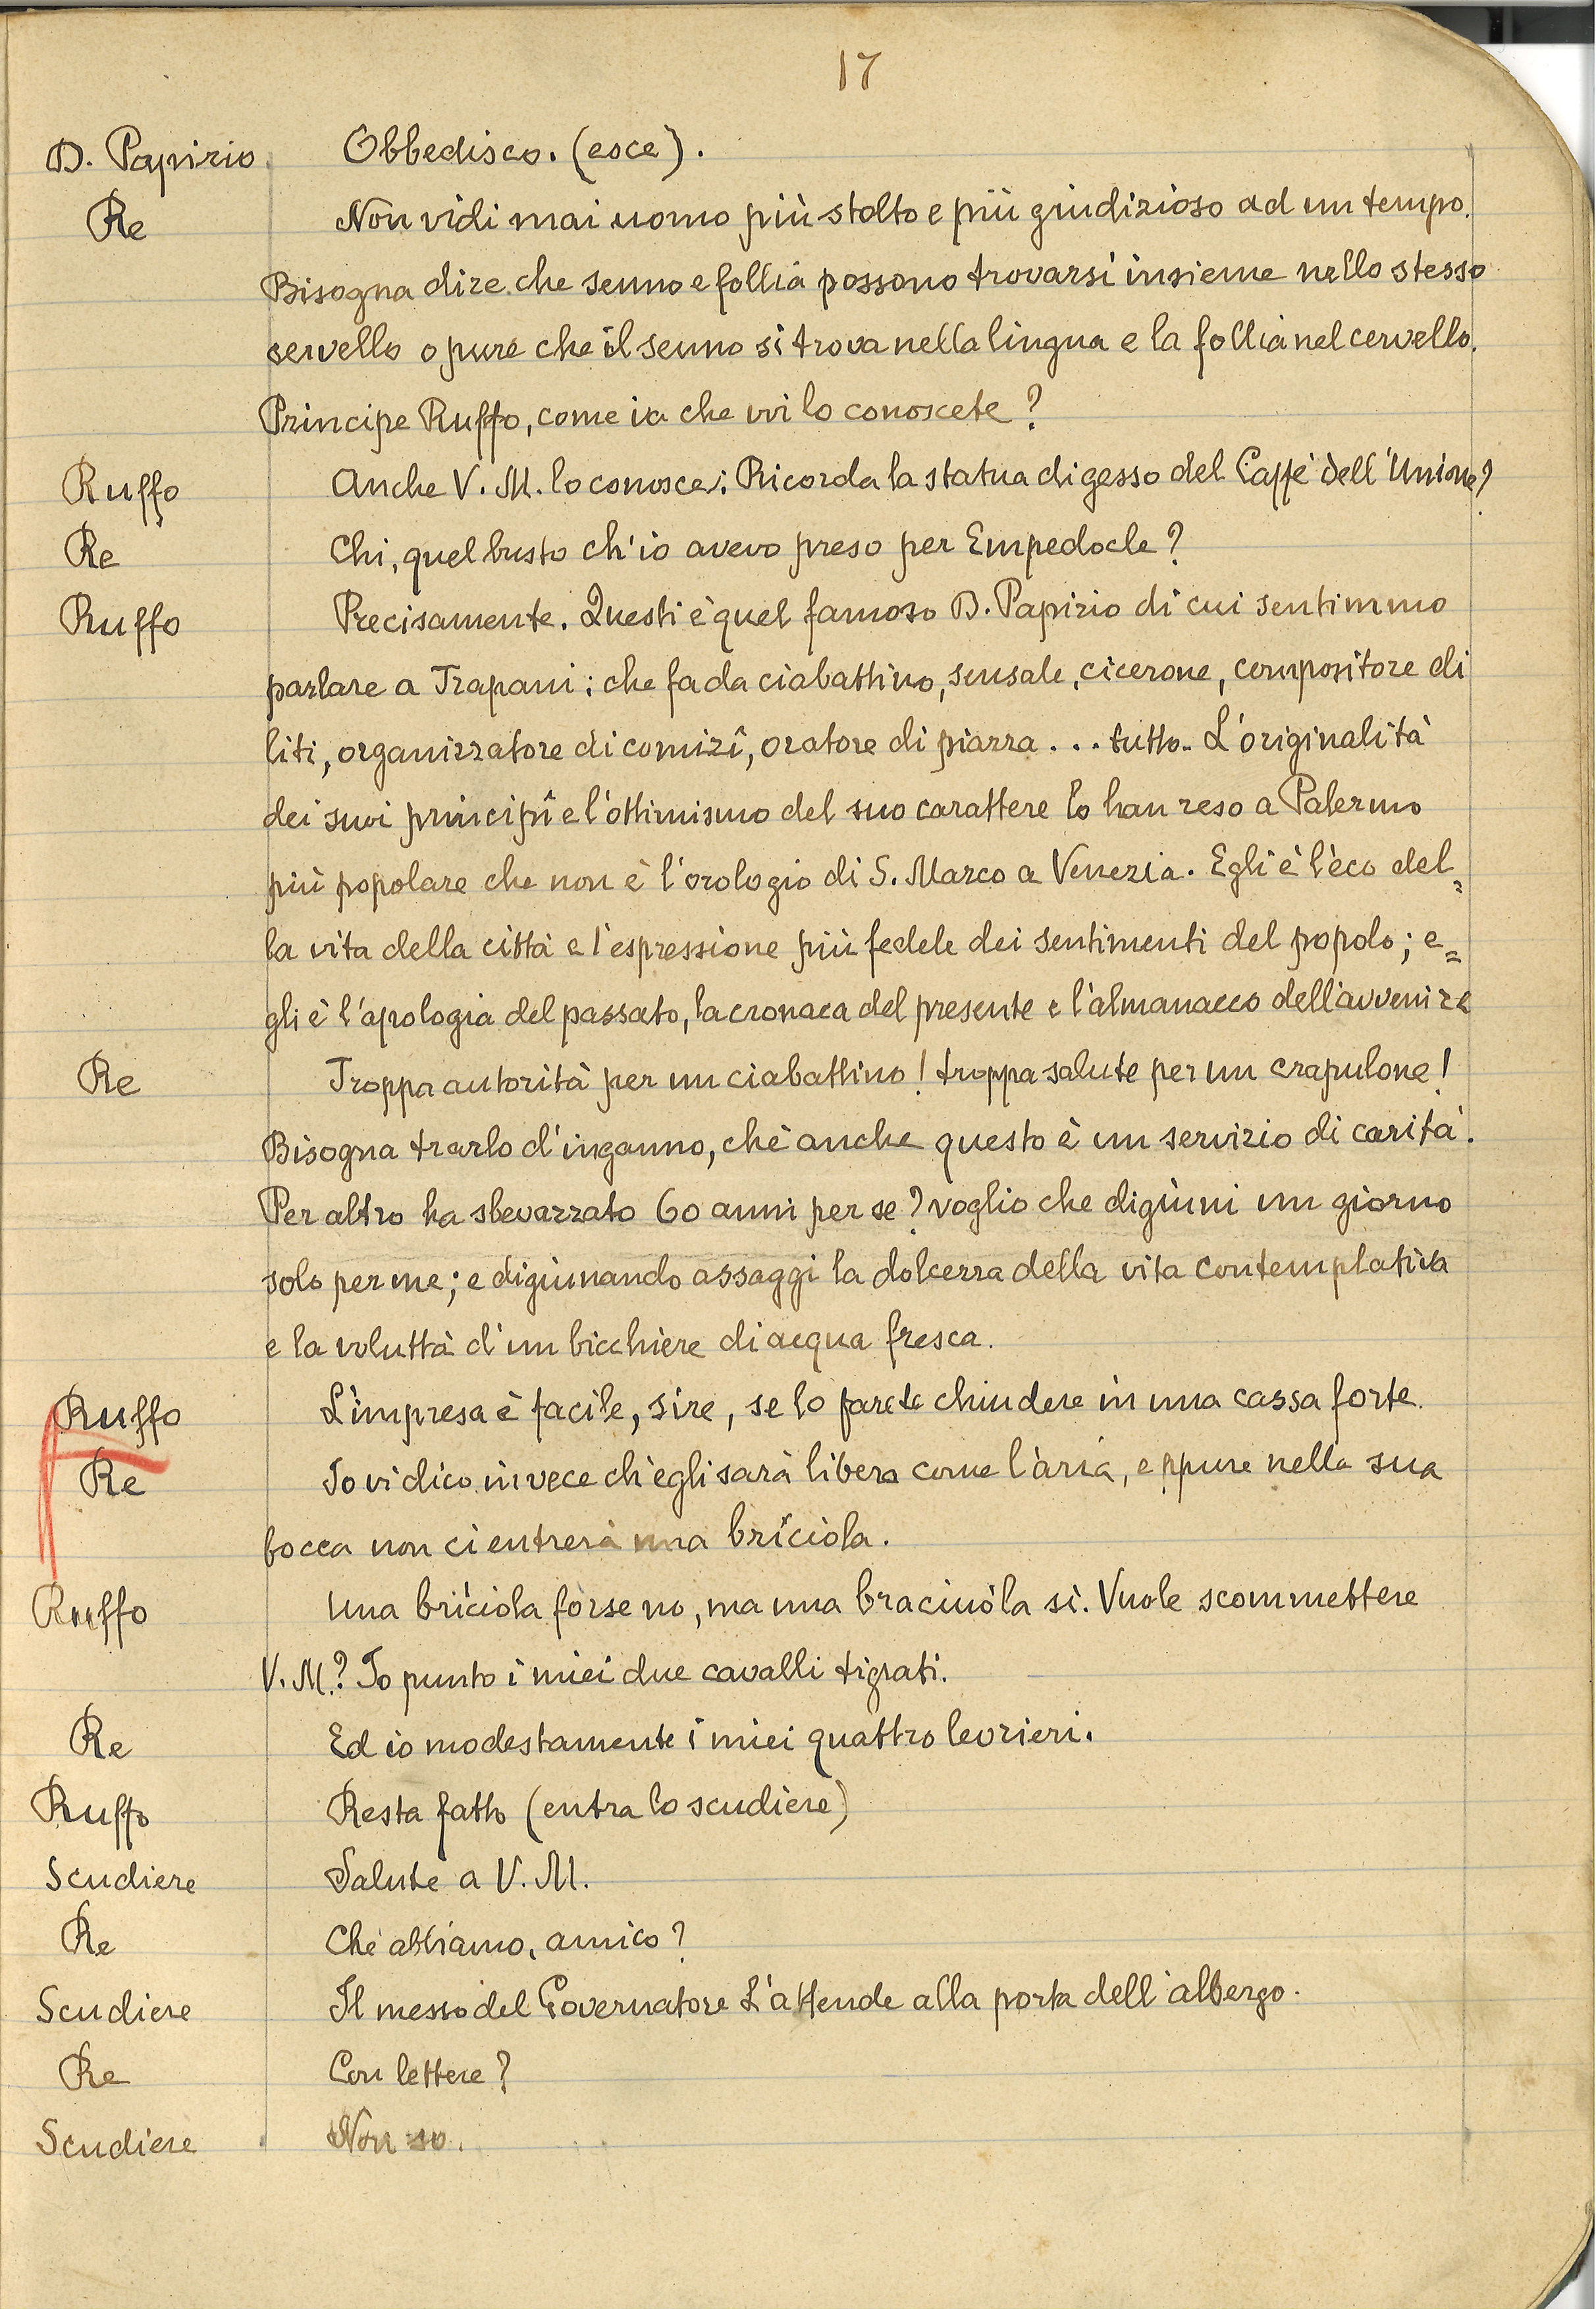 17
D. Papirio Obbedisco. (esce).
Re Non vidi mai uomo più stolto e più giudizioso ad un tempo.
Bisogna dire che senno e follia possono trovarsi insieme nello stesso
cervello o pure che il senno si trova nella lingua e la follia nel cervello.
Principe Ruffo, come va che voi lo conoscete?
Ruffo Anche V. M. lo conosce: Ricorda la statua di gesso del Caffè dell'Unione?
Re Chi, quel busto ch'io avevo preso per Empedocle?
Ruffo Precisamente. Questi è quel famoso D. Papirio di cui sentimmo
parlare a Trapani; che fa da ciabattino, sensale, cicerone, compositore di
liti, organizzatore di comizî, oratore di piazza ... tutto. L'originalità
dei suoi principî e l'ottimismo del suo carattere lo han reso a Palermo
più popolare che non è l'orologio di S. Marco a Venezia. Egli è l'eco del=
la vita della città e l'espressione più fedele dei sentimenti del popolo; e=
gli è l'apologia del passato, la cronaca del presente e l'almanacco dell'avvenire
Re Troppa autorità per un ciabattino! troppa salute per un crapulone!
Bisogna trarlo d'inganno, chè anche questo è un servizio di carità.
Per altro ha sbevazzato 60 anni per se? voglio che digiuni un giorno
solo per me; e digiunando assaggi la dolcezza della vita contemplativa
e la voluttà d'un bicchiere di acqua fresca.
Ruffo L'impresa è facile, sire, se lo farete chiudere in una cassa forte.
Re Io vi dico invece ch'egli sarà libero come l'aria, eppure nella sua
bocca non ci entrerà una briciola.
Ruffo Una briciola forse no, ma una braciuola sì. Vuole scommettere
V. M.? Io punto i miei due cavalli tigrati.
Re Ed io modestamente i miei quattro levrieri.
Ruffo Resta fatto (entra lo scudiere)
Scudiere Salute a V. M.
Re Che abbiamo, amico?
Scudiere Il messo del Governatore L'attende alla porta dell'albergo.
Re Con lettere?
Scudiere Non so.